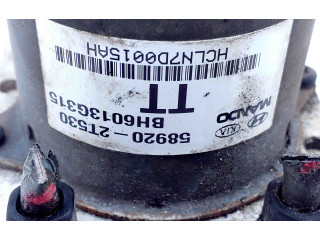 KIA
MANDO
58920 - 2T530
BH6013G315
TT
HCLN7D0015AH